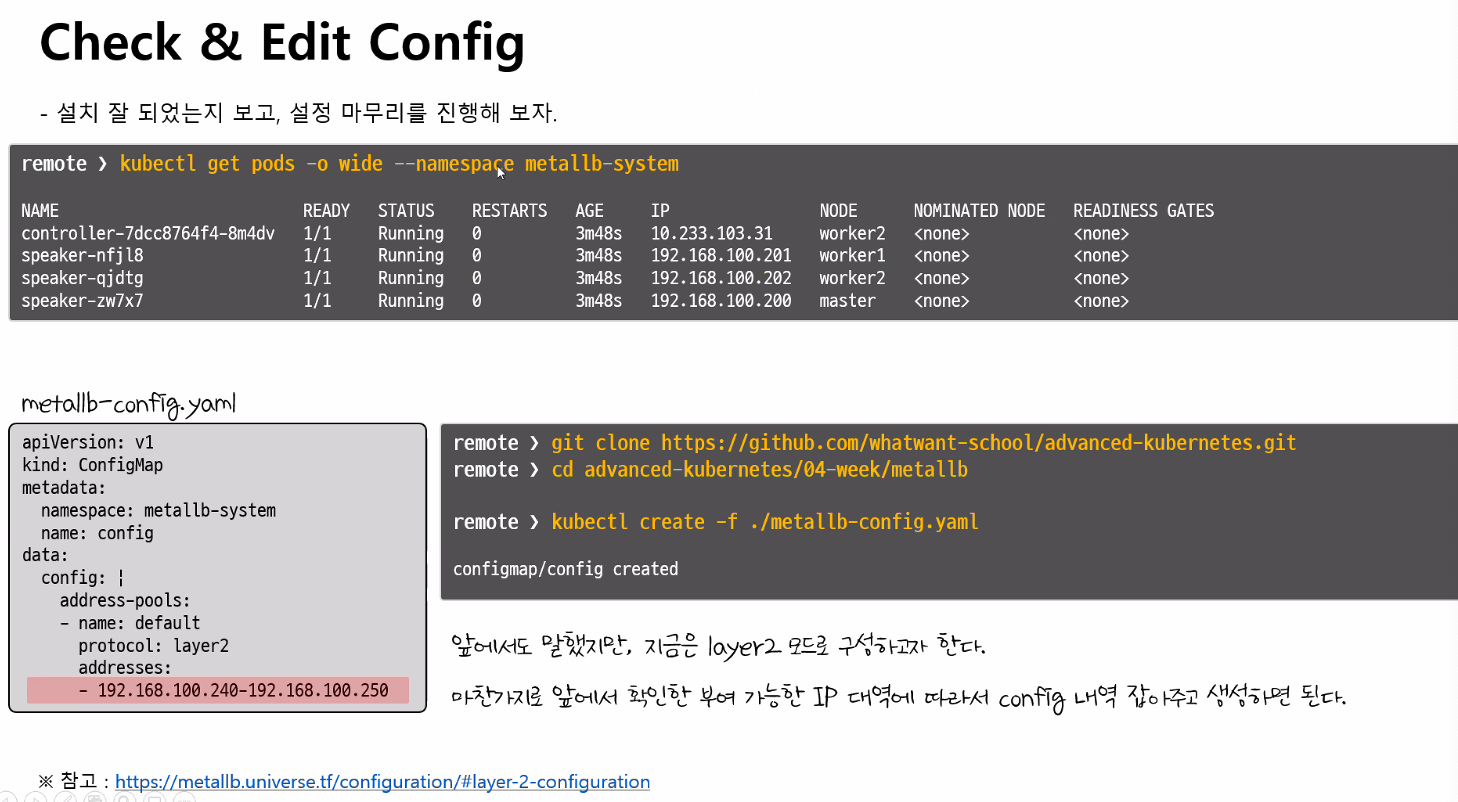 Check & Edit Config
- 설치 잘 되었는지 보고, 설정 마무리를 진행해 보자.
remote ❯ kubectl get pods -o wide --namespace metallb-system
NAME READY STATUS RESTARTS AGE IP NODE NOMINATED NODE READINESS GATES
controller-7dcc8764f4-8m4dv 1/1 Running 0 3m48s 10.233.103.31 worker2 <none> <none>
speaker-nfjl8 1/1 Running 0 3m48s 192.168.100.201 worker1 <none> <none>
speaker-qjdtg 1/1 Running 0 3m48s 192.168.100.202 worker2 <none> <none>
speaker-zw7x7 1/1 Running 0 3m48s 192.168.100.200 master <none> <none>
metallb-config.yaml
apiVersion: v1
kind: ConfigMap
metadata:
  namespace: metallb-system
  name: config
data:
  config: |
    address-pools:
    - name: default
      protocol: layer2
      addresses:
      - 192.168.100.240-192.168.100.250
remote ❯ git clone https://github.com/whatwant-school/advanced-kubernetes.git
remote ❯ cd advanced-kubernetes/04-week/metallb
remote ❯ kubectl create -f ./metallb-config.yaml
configmap/config created
앞에서도 말했지만, 지금은 layer2 모드로 구성하고자 한다.
마찬가지로 앞에서 확인한 부여 가능한 IP 대역에 따라서 config 내역 잡아주고 생성하면 된다.
※ 참고 : https://metallb.universe.tf/configuration/#layer-2-configuration